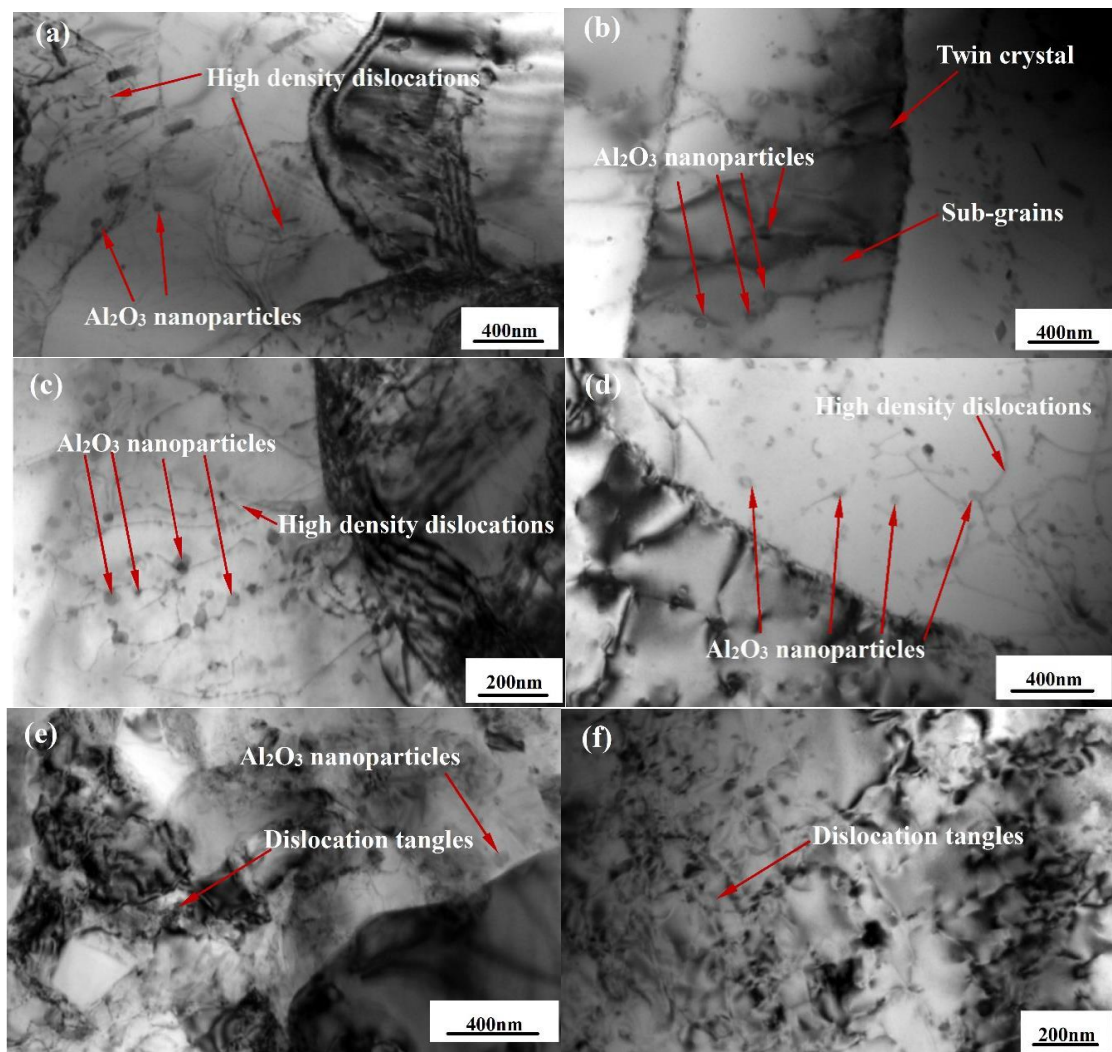 (a)
High density dislocations
Al₂O₃ nanoparticles
400nm
(b)
Twin crystal
Al₂O₃ nanoparticles
Sub-grains
400nm
(c)
Al₂O₃ nanoparticles
High density dislocations
200nm
(d)
High density dislocations
Al₂O₃ nanoparticles
400nm
(e)
Al₂O₃ nanoparticles
Dislocation tangles
400nm
(f)
Dislocation tangles
200nm